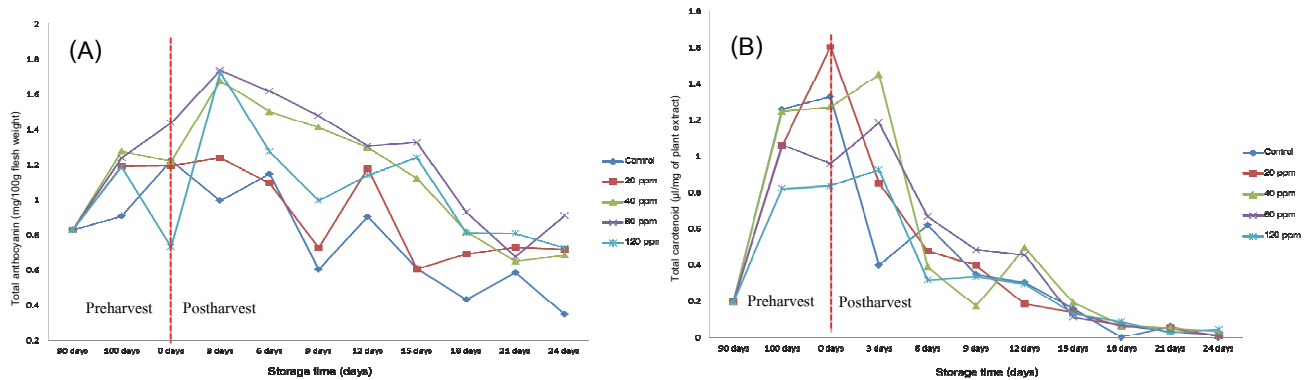 (A)
Total anthocyanin (mg/100g flesh weight)
2
1.8
1.6
1.4
1.2
1
0.8
0.6
0.4
0.2
Preharvest
Postharvest
90 days 100 days 0 days 3 days 6 days 9 days 12 days 15 days 18 days 21 days 24 days
Storage time (days)
Control
20 ppm
40 ppm
80 ppm
120 ppm
(B)
Total carotenoid (µl/mg of plant extract)
1.8
1.6
1.4
1.2
1
0.8
0.6
0.4
0.2
0
Preharvest
Postharvest
90 days 100 days 0 days 3 days 6 days 9 days 12 days 15 days 18 days 21 days 24 days
Storage time (days)
Control
20 ppm
40 ppm
80 ppm
120 ppm